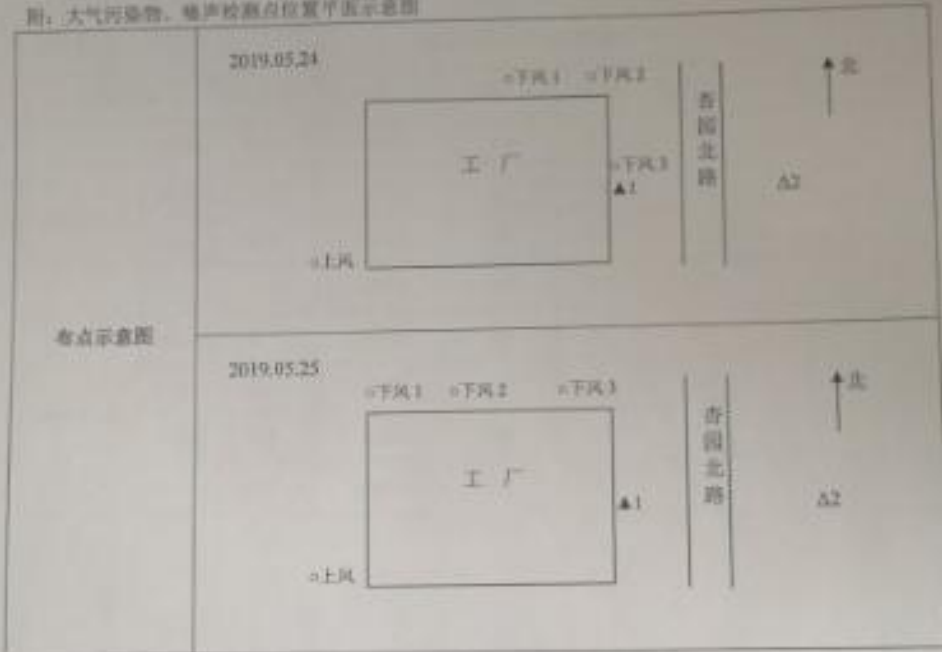 附：大气污染物、噪声检测点位置平面示意图
布点示意图
2019.05.24
○下风1 ○下风2
北
工 厂
杏园北路
○下风3
▲1
△2
○上风
2019.05.25
○下风1 ○下风2 ○下风3
北
工 厂
杏园北路
▲1
△2
○上风